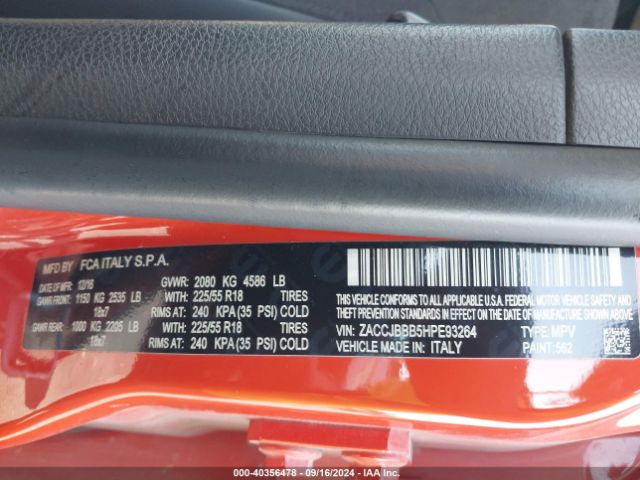 MFD BY FCA ITALY S.P.A.
DATE OF MFR 12/16 GVWR: 2080 KG 4586 LB
GAWR FRONT: 1150 KG 2535 LB WITH: 225/55 R18 TIRES
18x7 RIMS AT: 240 KPA (35 PSI) COLD
GAWR REAR: 1000 KG 2205 LB WITH: 225/55 R18 TIRES
18x7 RIMS AT: 240 KPA (35 PSI) COLD
THIS VEHICLE CONFORMS TO ALL APPLICABLE U.S.A. FEDERAL
MOTOR VEHICLE SAFETY, BUMPER, AND THEFT PREVENTION
STANDARDS IN EFFECT ON THE DATE OF MANUFACTURE SHOWN ABOVE
VIN: ZACCJBBB5HPE93264 TYPE: MPV
VEHICLE MADE IN: ITALY PAINT: 562
000-40356478 - 09/16/2024 - IAA Inc.